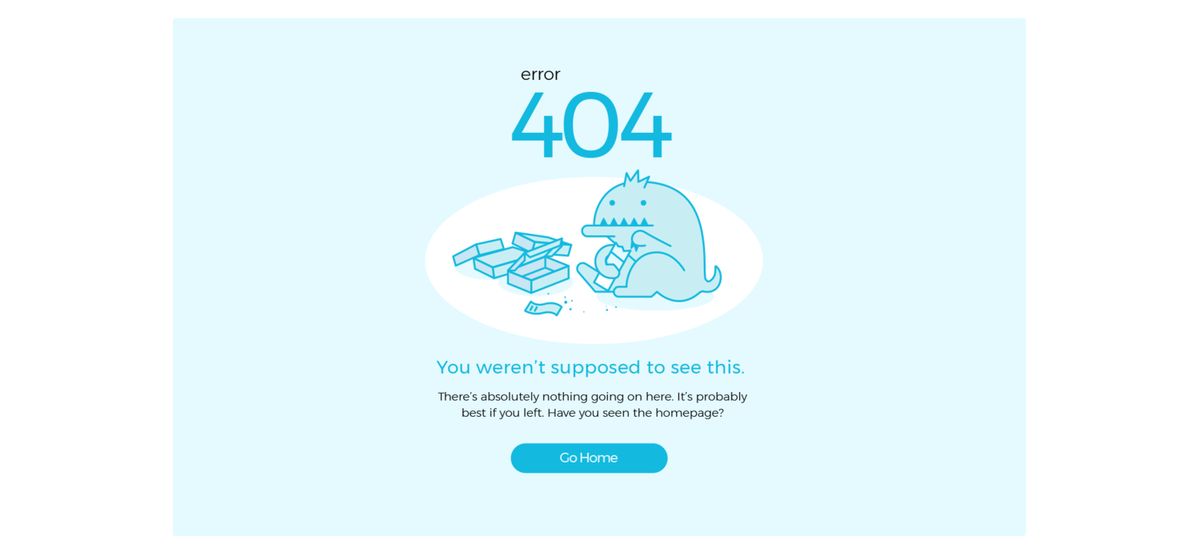 error
404
You weren’t supposed to see this.
There’s absolutely nothing going on here. It’s probably
best if you left. Have you seen the homepage?
Go Home